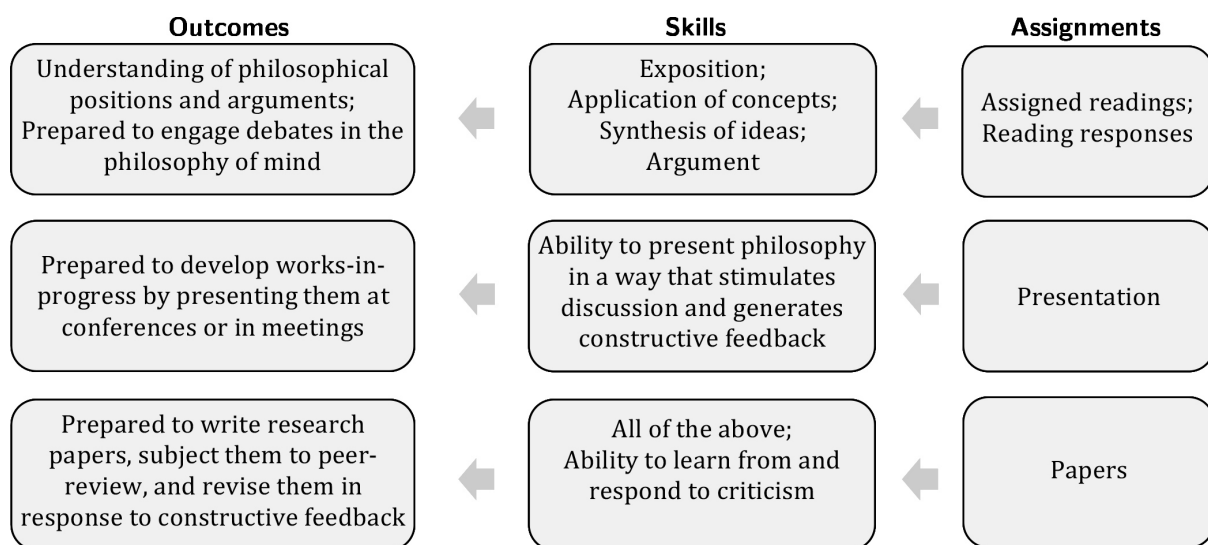 Outcomes
Skills
Assignments
Understanding of philosophical
positions and arguments;
Prepared to engage debates in the
philosophy of mind
Exposition;
Application of concepts;
Synthesis of ideas;
Argument
Assigned readings;
Reading responses
Prepared to develop works-in-
progress by presenting them at
conferences or in meetings
Ability to present philosophy
in a way that stimulates
discussion and generates
constructive feedback
Presentation
Prepared to write research
papers, subject them to peer-
review, and revise them in
response to constructive feedback
All of the above;
Ability to learn from and
respond to criticism
Papers